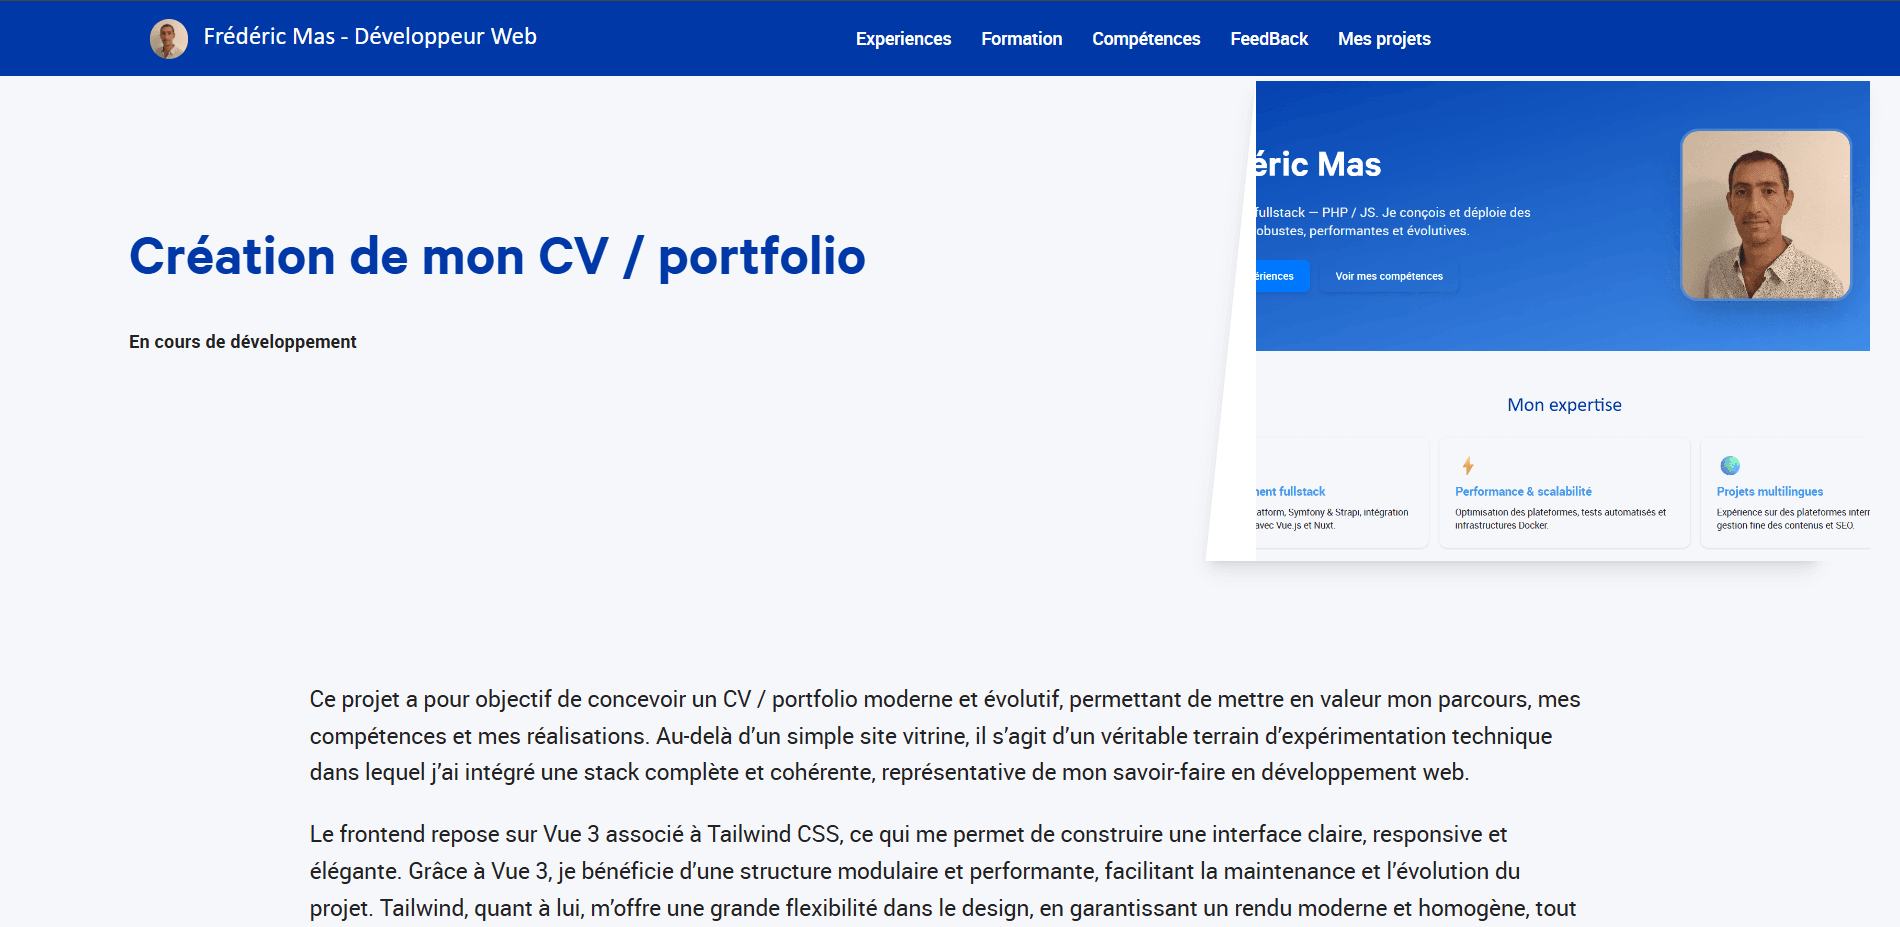 Frédéric Mas - Développeur Web
Experiences Formation Compétences FeedBack Mes projets
Création de mon CV / portfolio
En cours de développement
éric Mas
fullstack — PHP / JS. Je conçois et déploie des
obustes, performantes et évolutives.
ériences Voir mes compétences
Mon expertise
ent fullstack
atform, Symfony & Strapi, intégration
avec Vue.js et Nuxt.
Performance & scalabilité
Optimisation des plateformes, tests automatisés et
infrastructures Docker.
Projets multilingues
Expérience sur des plateformes interr
gestion fine des contenus et SEO.
Ce projet a pour objectif de concevoir un CV / portfolio moderne et évolutif, permettant de mettre en valeur mon parcours, mes
compétences et mes réalisations. Au-delà d’un simple site vitrine, il s’agit d’un véritable terrain d’expérimentation technique
dans lequel j’ai intégré une stack complète et cohérente, représentative de mon savoir-faire en développement web.
Le frontend repose sur Vue 3 associé à Tailwind CSS, ce qui me permet de construire une interface claire, responsive et
élégante. Grâce à Vue 3, je bénéficie d’une structure modulaire et performante, facilitant la maintenance et l’évolution du
projet. Tailwind, quant à lui, m’offre une grande flexibilité dans le design, en garantissant un rendu moderne et homogène, tout